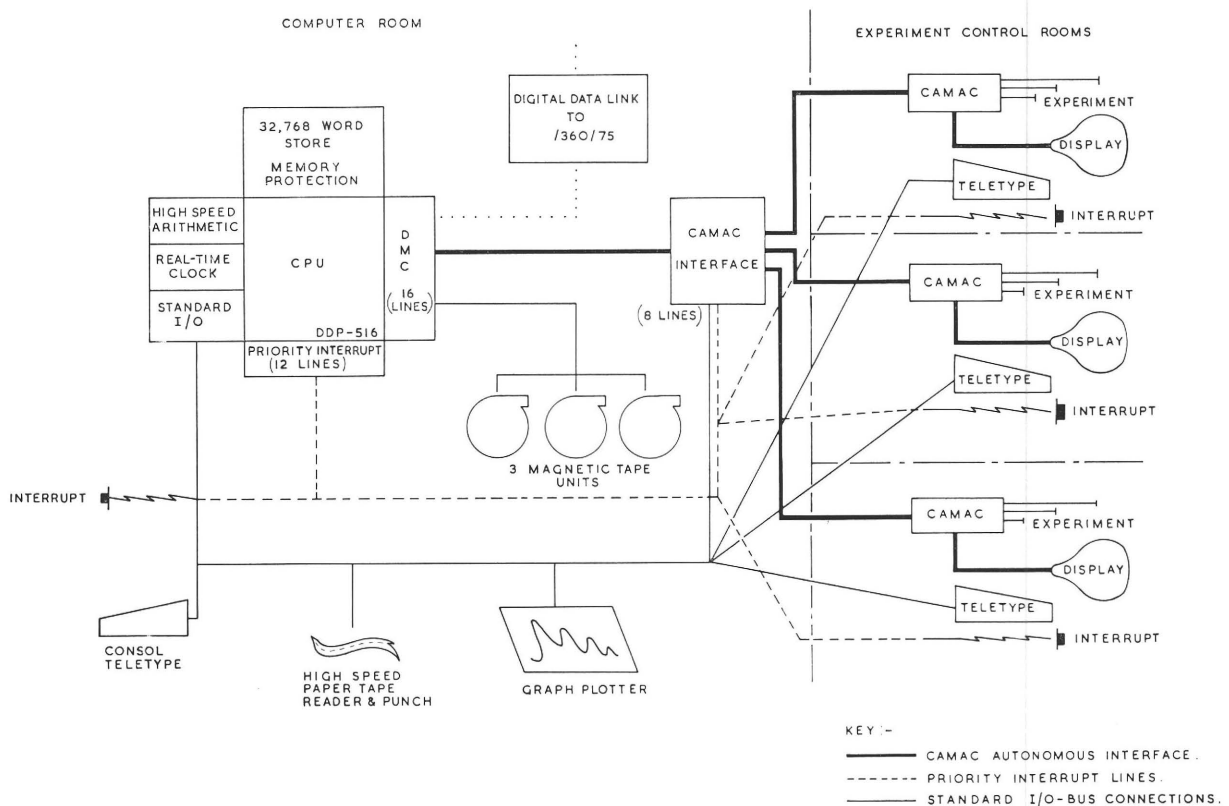 COMPUTER ROOM
EXPERIMENT CONTROL ROOMS
DIGITAL DATA LINK
TO
/360/75
32,768 WORD
STORE
MEMORY
PROTECTION
HIGH SPEED
ARITHMETIC
REAL-TIME
CLOCK
STANDARD
I/O
CPU
DDP-516
D
M
C
(16
LINES)
PRIORITY INTERRUPT
(12 LINES)
CAMAC
INTERFACE
(8 LINES)
3 MAGNETIC TAPE
UNITS
INTERRUPT
CONSOL
TELETYPE
HIGH SPEED
PAPER TAPE
READER & PUNCH
GRAPH PLOTTER
CAMAC
EXPERIMENT
DISPLAY
TELETYPE
INTERRUPT
CAMAC
EXPERIMENT
DISPLAY
TELETYPE
INTERRUPT
CAMAC
EXPERIMENT
DISPLAY
TELETYPE
INTERRUPT
KEY :-
CAMAC AUTONOMOUS INTERFACE.
PRIORITY INTERRUPT LINES.
STANDARD I/O-BUS CONNECTIONS.